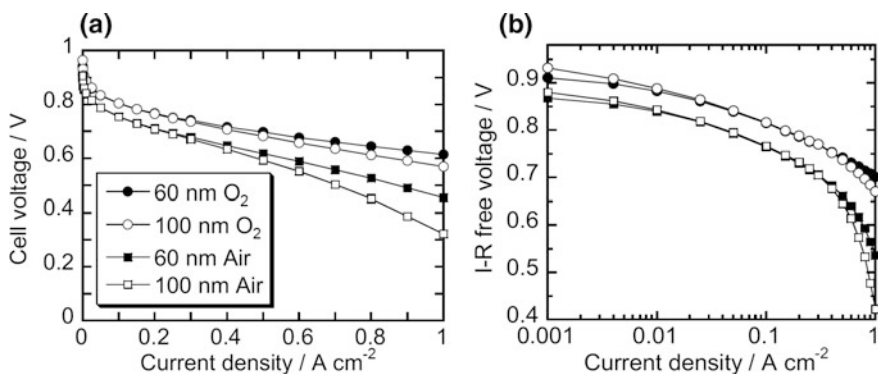 (a)
Cell voltage / V
1
0.8
0.6
0.4
0.2
0
60 nm O₂
100 nm O₂
60 nm Air
100 nm Air
0 0.2 0.4 0.6 0.8 1
Current density / A cm⁻²
(b)
I-R free voltage / V
0.9
0.8
0.7
0.6
0.5
0.4
0.001 0.01 0.1 1
Current density / A cm⁻²